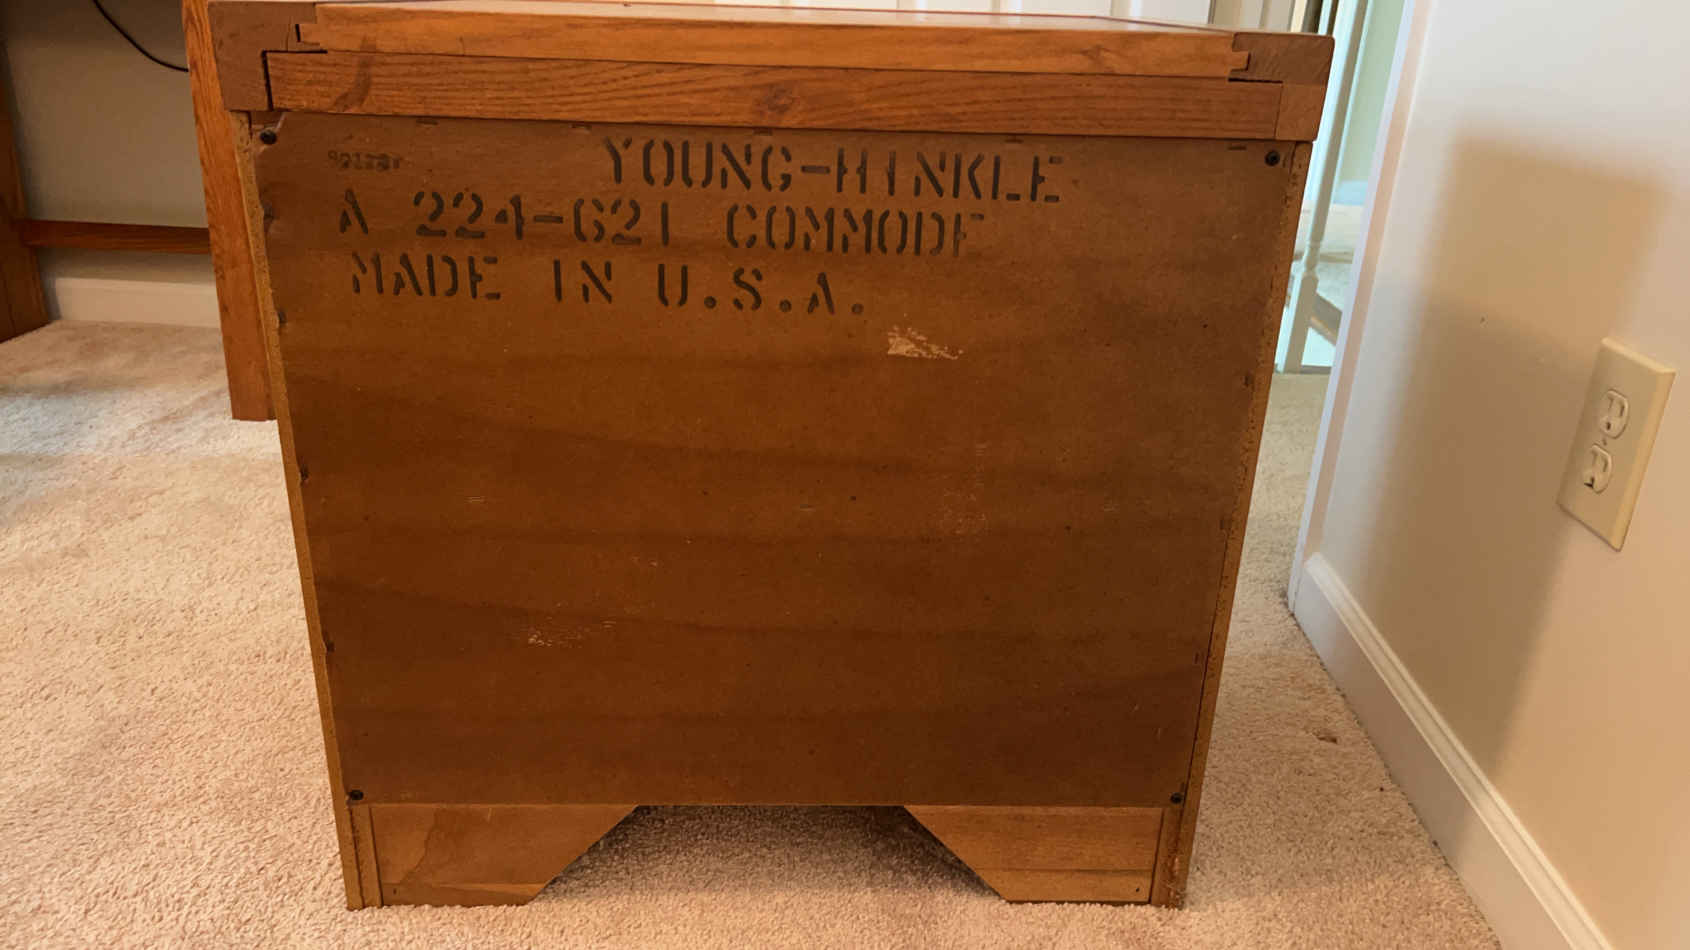 YOUNG-HINKLE
A 224-621 COMMODE
MADE IN U.S.A.